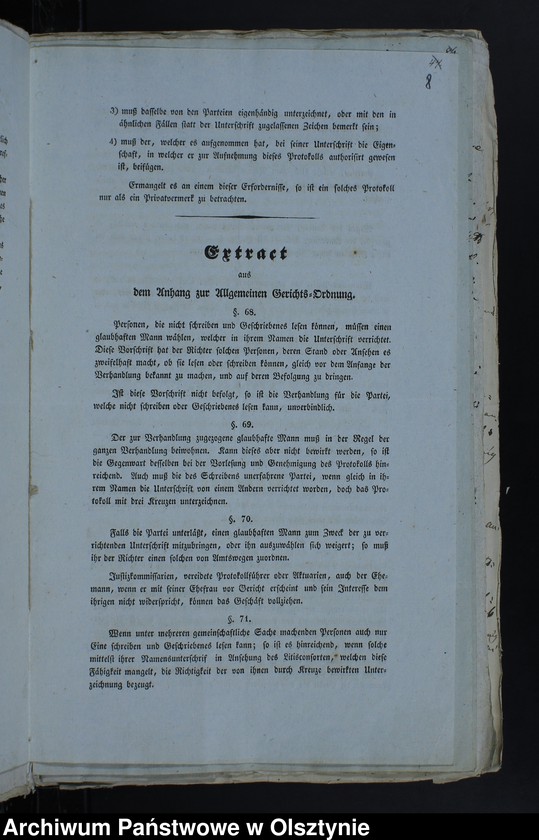 8
3) muß dasselbe von den Parteien eigenhändig unterzeichnet, oder mit den in
ähnlichen Fällen statt der Unterschrift zugelassenen Zeichen bemerkt sein;
4) muß der, welcher es aufgenommen hat, bei seiner Unterschrift die Eigen-
schaft, in welcher er zur Aufnehmung dieses Protokolls authorisirt gewesen
ist, beifügen.
Ermangelt es an einem dieser Erfordernisse, so ist ein solches Protokoll
nur als ein Privatvermerk zu betrachten.
Extract
aus
dem Anhang zur Allgemeinen Gerichts-Ordnung.
§. 68.
Personen, die nicht schreiben und Geschriebenes lesen können, müssen einen
glaubhaften Mann wählen, welcher in ihrem Namen die Unterschrift verrichtet.
Diese Vorschrift hat der Richter solchen Personen, deren Stand oder Ansehen es
zweifelhaft macht, ob sie lesen oder schreiben können, gleich vor dem Anfange der
Verhandlung bekannt zu machen, und auf deren Befolgung zu dringen.
Ist diese Vorschrift nicht befolgt, so ist die Verhandlung für die Partei,
welche nicht schreiben oder Geschriebenes lesen kann, unverbindlich.
§. 69.
Der zur Verhandlung zugezogene glaubhafte Mann muß in der Regel der
ganzen Verhandlung beiwohnen. Kann dieses aber nicht bewirkt werden, so ist
die Gegenwart desselben bei der Vorlesung und Genehmigung des Protokolls hin-
reichend. Auch muß die des Schreibens unerfahrene Partei, wenn gleich in ih-
rem Namen die Unterschrift von einem Andern verrichtet worden, doch das Pro-
tokoll mit drei Kreuzen unterzeichnen.
§. 70.
Falls die Partei unterläßt, einen glaubhaften Mann zum Zweck der zu ver-
richtenden Unterschrift mitzubringen, oder ihn auszuwählen sich weigert; so muß
ihr der Richter einen solchen von Amtswegen zuordnen.
Justizkommissarien, vereidete Protokollführer oder Aktuarien, auch der Ehe-
mann, wenn er mit seiner Ehefrau vor Gericht erscheint und sein Interesse dem
ihrigen nicht widerspricht, können das Geschäft vollziehen.
§. 71.
Wenn unter mehreren gemeinschaftliche Sache machenden Personen auch nur
Eine schreiben und Geschriebenes lesen kann; so ist es hinreichend, wenn solche
mittelst ihrer Namensunterschrif in Ansehung des Litisconsorten, welchen diese
Fähigkeit mangelt, die Richtigkeit der von ihnen durch Kreuze bewirkten Unter-
zeichnung bezeugt.
Archiwum Państwowe w Olsztynie